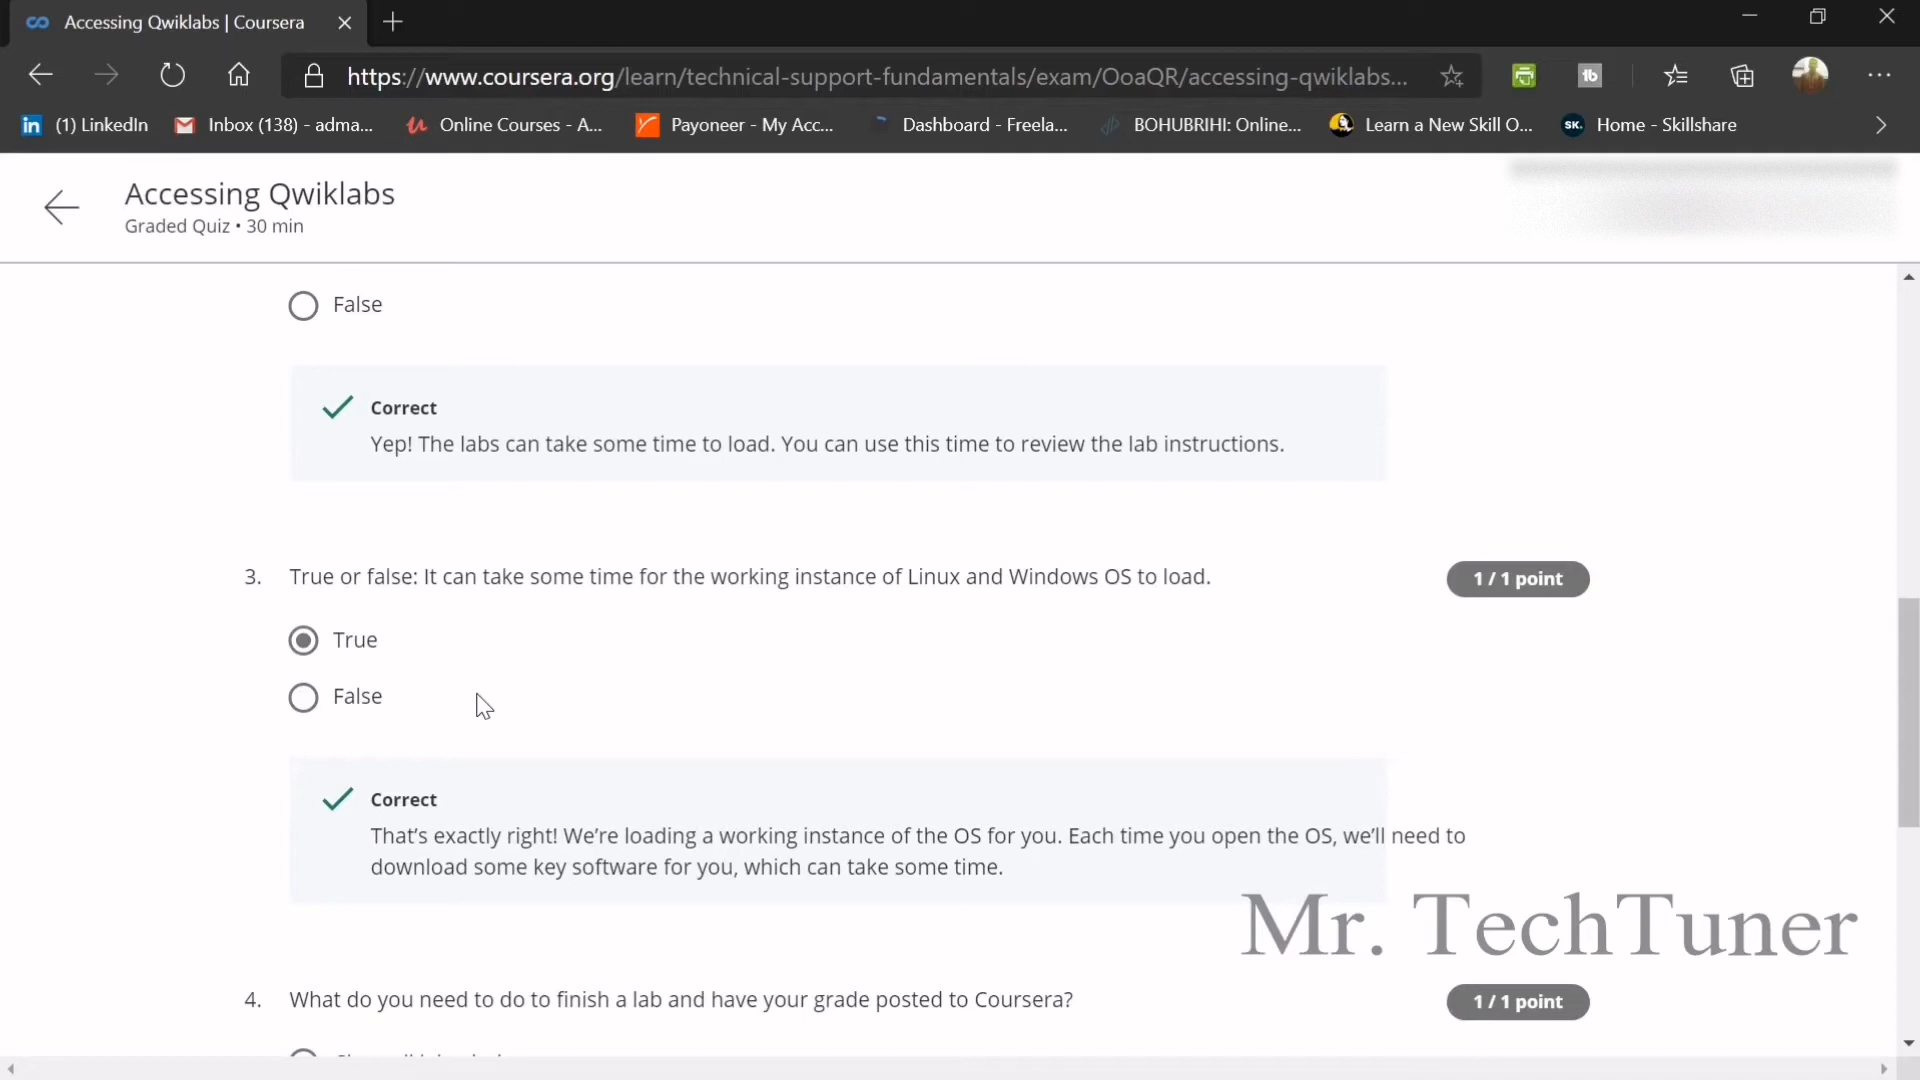 Accessing Qwiklabs | Coursera
https://www.coursera.org/learn/technical-support-fundamentals/exam/OoaQR/accessing-qwiklabs...
(1) LinkedIn
Inbox (138) - adma...
Online Courses - A...
Payoneer - My Acc...
Dashboard - Freela...
BOHUBRIHI: Online...
Learn a New Skill O...
SK.
Home - Skillshare
Accessing Qwiklabs
Graded Quiz • 30 min
False
Correct
Yep! The labs can take some time to load. You can use this time to review the lab instructions.
3. True or false: It can take some time for the working instance of Linux and Windows OS to load.
1 / 1 point
True
False
Correct
That’s exactly right! We’re loading a working instance of the OS for you. Each time you open the OS, we’ll need to
download some key software for you, which can take some time.
Mr. TechTuner
4. What do you need to do to finish a lab and have your grade posted to Coursera?
1 / 1 point